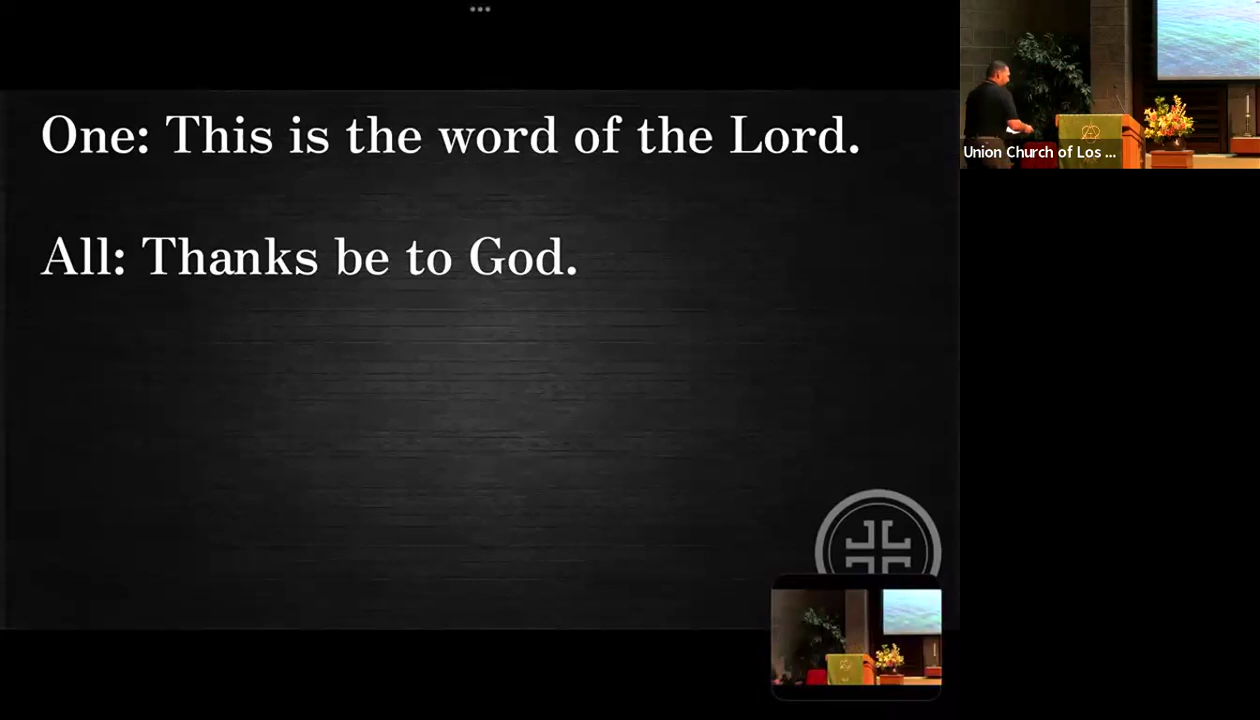 One: This is the word of the Lord.
All: Thanks be to God.
Union Church of Los ...